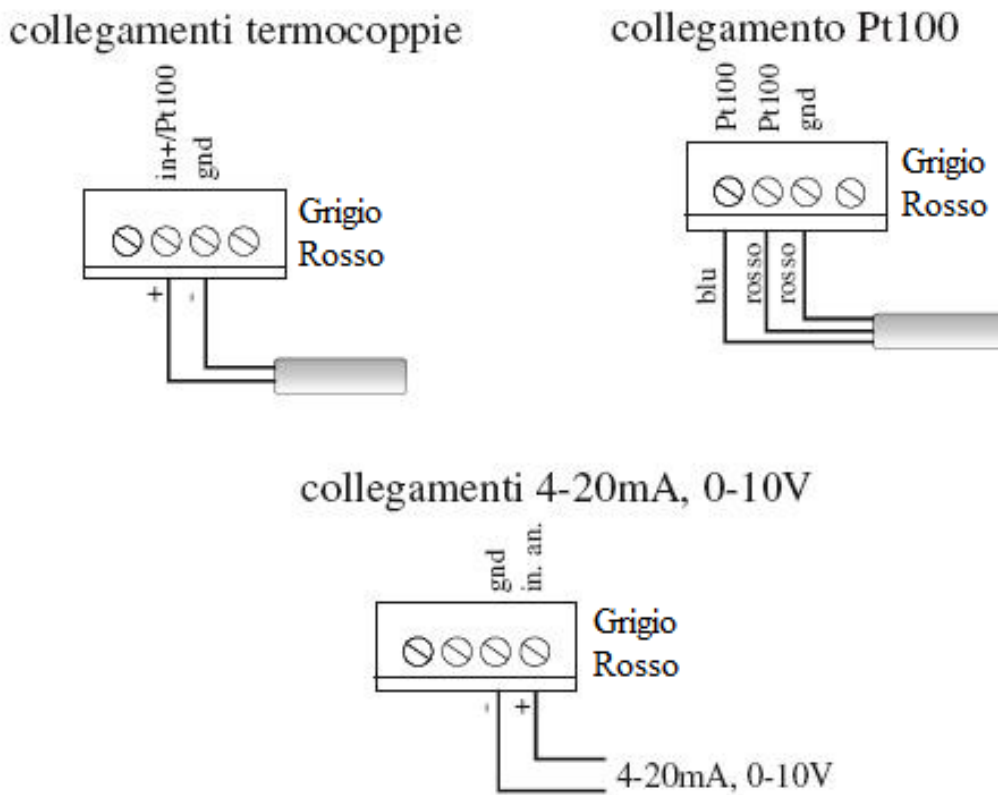 collegamenti termocoppie
in+/Pt100
gnd
Grigio
Rosso
+
-
collegamento Pt100
Pt100
Pt100
gnd
Grigio
Rosso
blu
rosso
rosso
collegamenti 4-20mA, 0-10V
gnd
in. an.
Grigio
Rosso
-
+
4-20mA, 0-10V